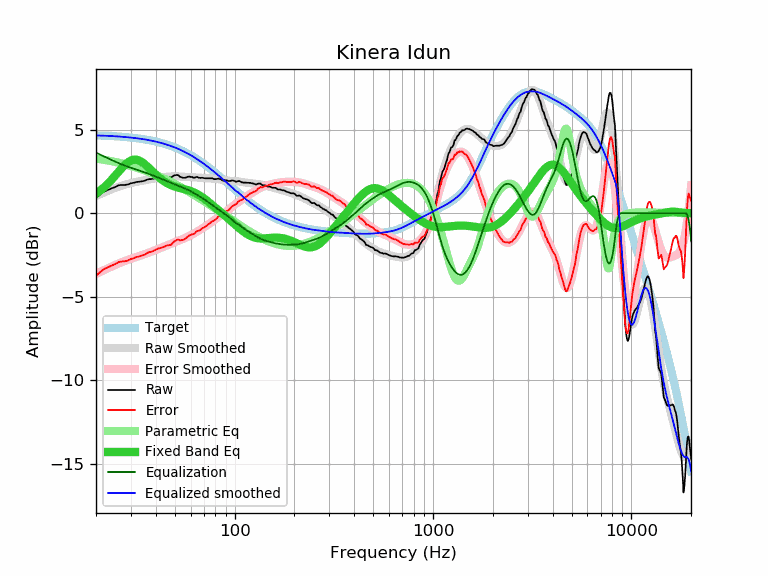 Kinera Idun
Amplitude (dBr)
5
0
−5
−10
−15
Target
Raw Smoothed
Error Smoothed
Raw
Error
Parametric Eq
Fixed Band Eq
Equalization
Equalized smoothed
100
1000
10000
Frequency (Hz)